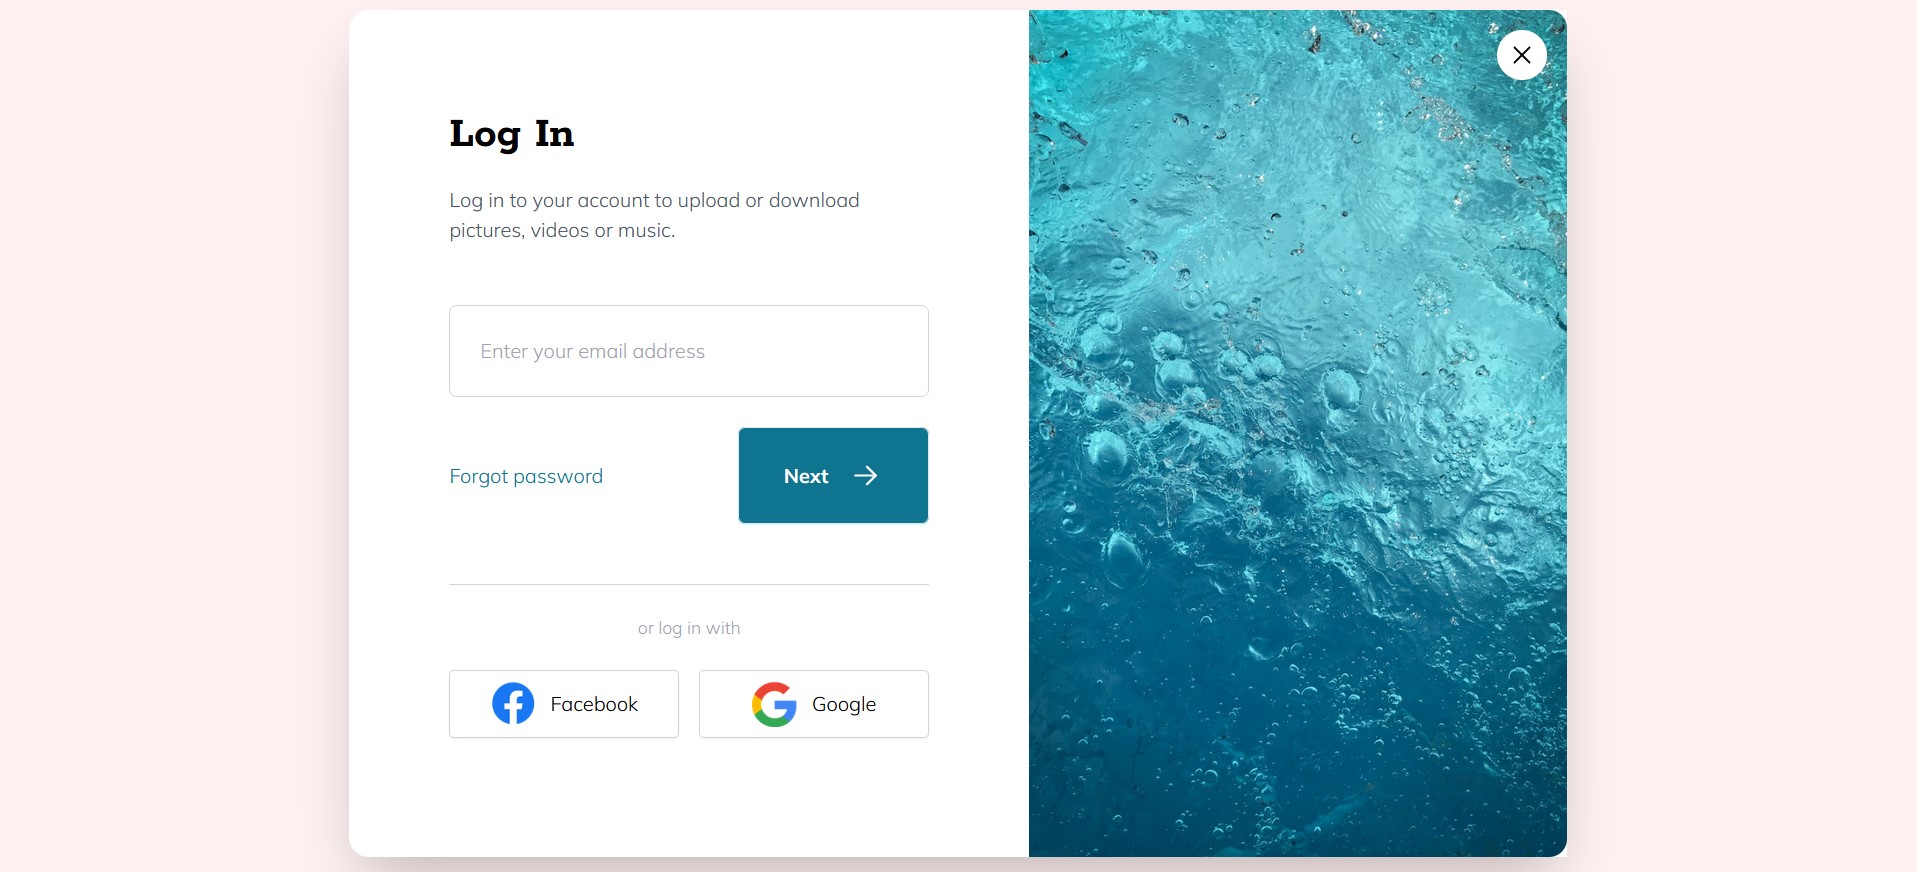 Log In
Log in to your account to upload or download
pictures, videos or music.
Enter your email address
Forgot password
Next
or log in with
Facebook
Google